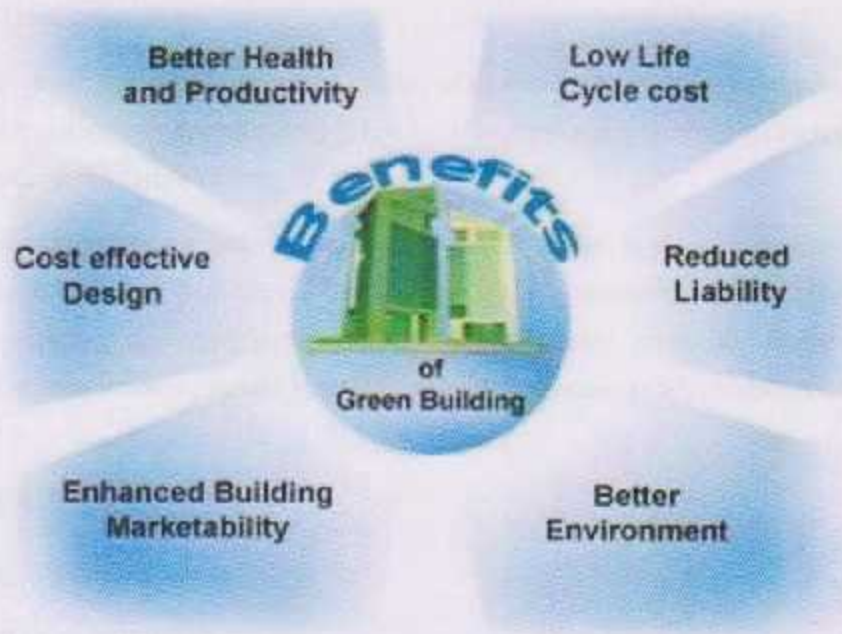 Better Health
and Productivity
Low Life
Cycle cost
Benefits
of
Green Building
Cost effective
Design
Reduced
Liability
Enhanced Building
Marketability
Better
Environment